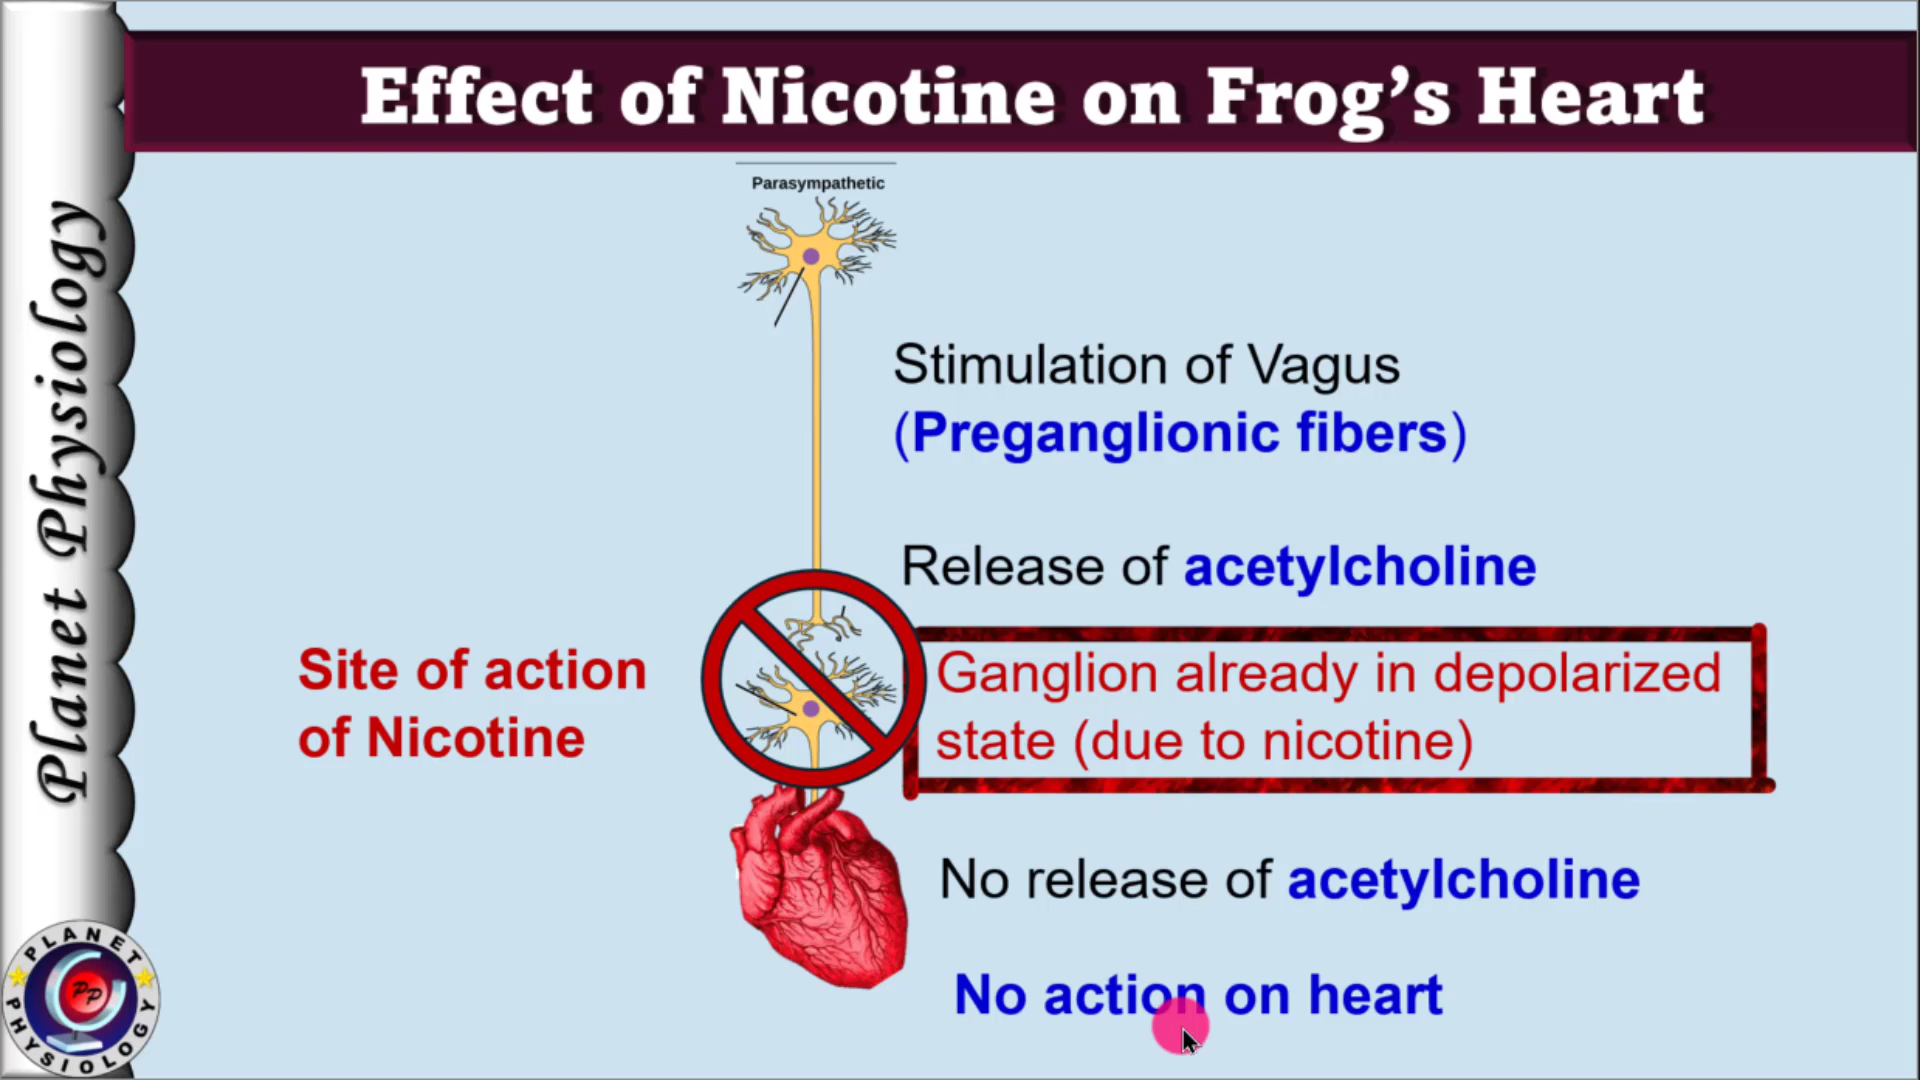 Effect of Nicotine on Frog's Heart
Planet Physiology
Parasympathetic
Stimulation of Vagus
(Preganglionic fibers)
Release of acetylcholine
Site of action
of Nicotine
Ganglion already in depolarized
state (due to nicotine)
No release of acetylcholine
No action on heart
PLANET
PP
PHYSIOLOGY